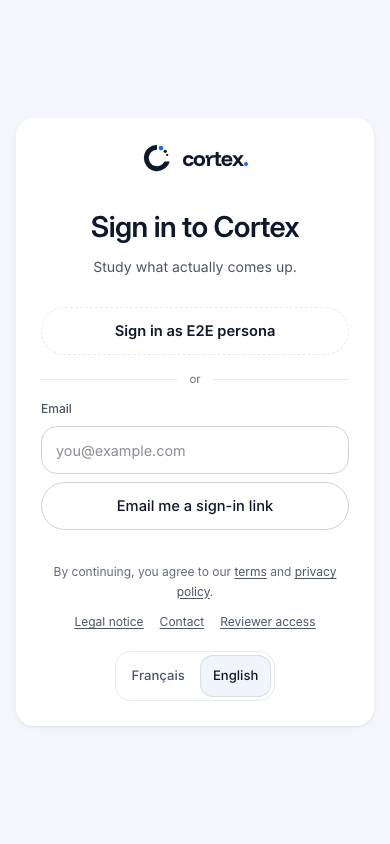 cortex.
Sign in to Cortex
Study what actually comes up.
Sign in as E2E persona
or
Email
you@example.com
Email me a sign-in link
By continuing, you agree to our terms and privacy
policy.
Legal notice Contact Reviewer access
Français English